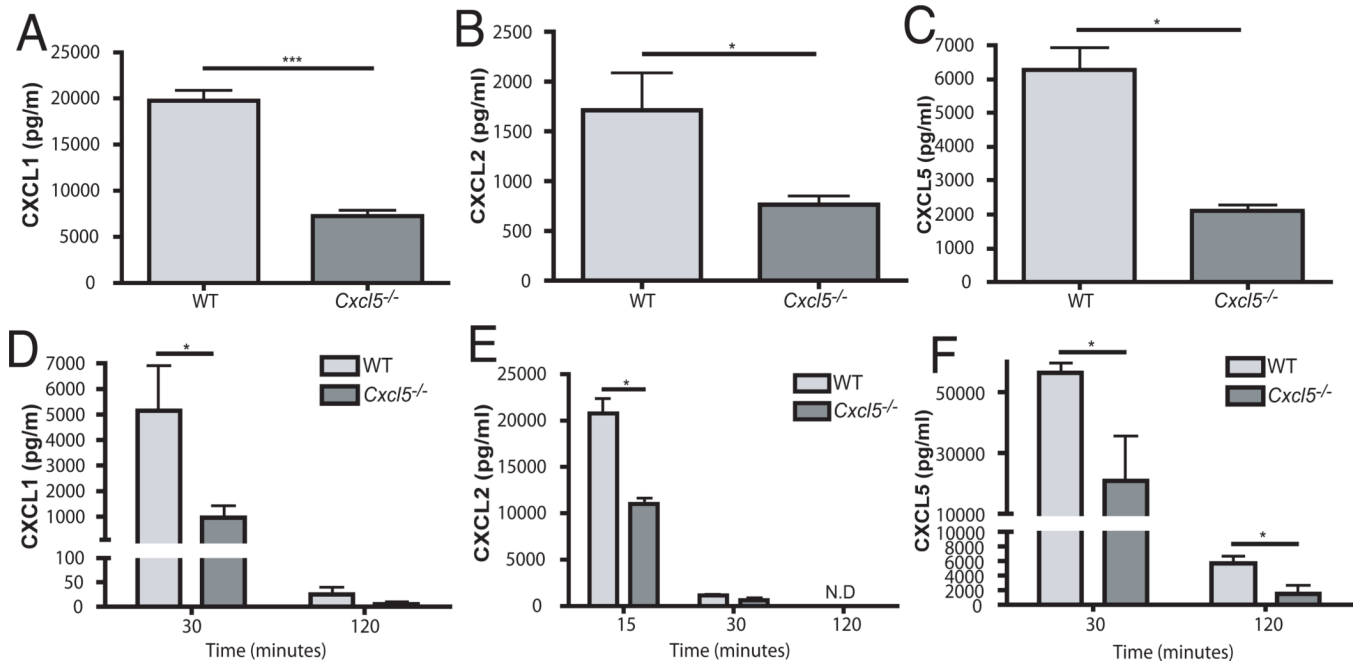 A
CXCL1 (pg/m)
25000
20000
15000
10000
5000
0
***
WT
Cxcl5-/-
B
CXCL2 (pg/ml)
2500
2000
1500
1000
500
0
*
WT
Cxcl5-/-
C
CXCL5 (pg/ml)
7000
6000
5000
4000
3000
2000
1000
0
*
WT
Cxcl5-/-
D
CXCL1 (pg/m)
7000
6000
5000
4000
3000
2000
1000
100
50
0
*
WT
Cxcl5-/-
30
120
Time (minutes)
E
CXCL2 (pg/ml)
25000
20000
15000
10000
5000
0
*
WT
Cxcl5-/-
N.D
15
30
120
Time (minutes)
F
CXCL5 (pg/ml)
50000
30000
10000
10000
8000
6000
4000
2000
0
*
*
WT
Cxcl5-/-
30
120
Time (minutes)